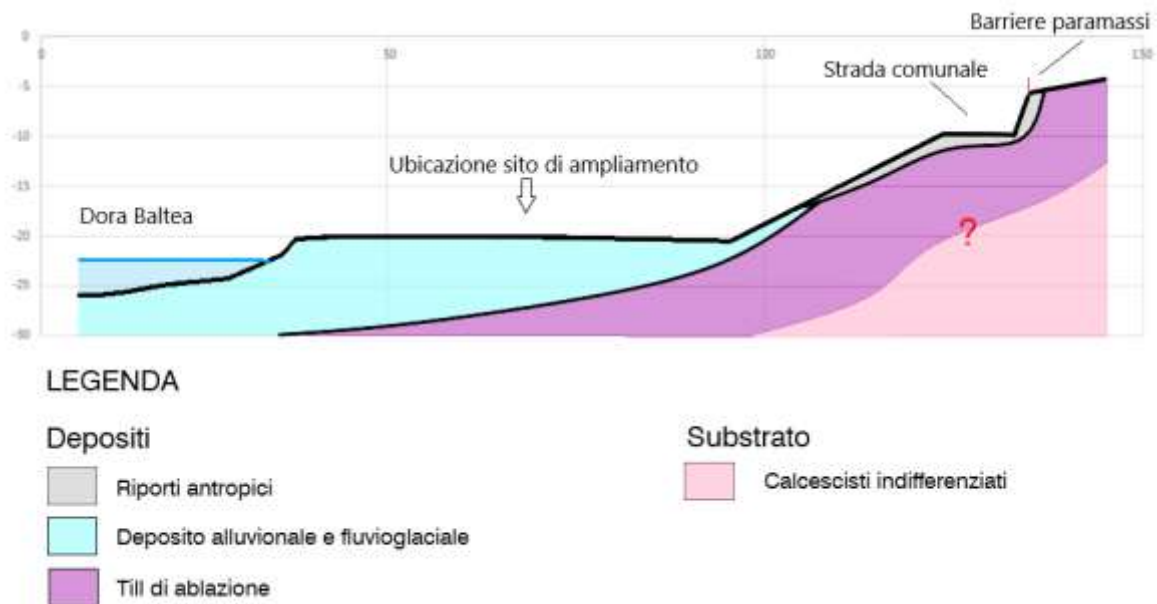 Barriere paramassi
0
0
50
100
150
Strada comunale
-5
-10
Ubicazione sito di ampliamento
-15
Dora Baltea
-20
?
-25
-30
LEGENDA
Depositi
Substrato
Riporti antropici
Calcescisti indifferenziati
Deposito alluvionale e fluvioglaciale
Till di ablazione